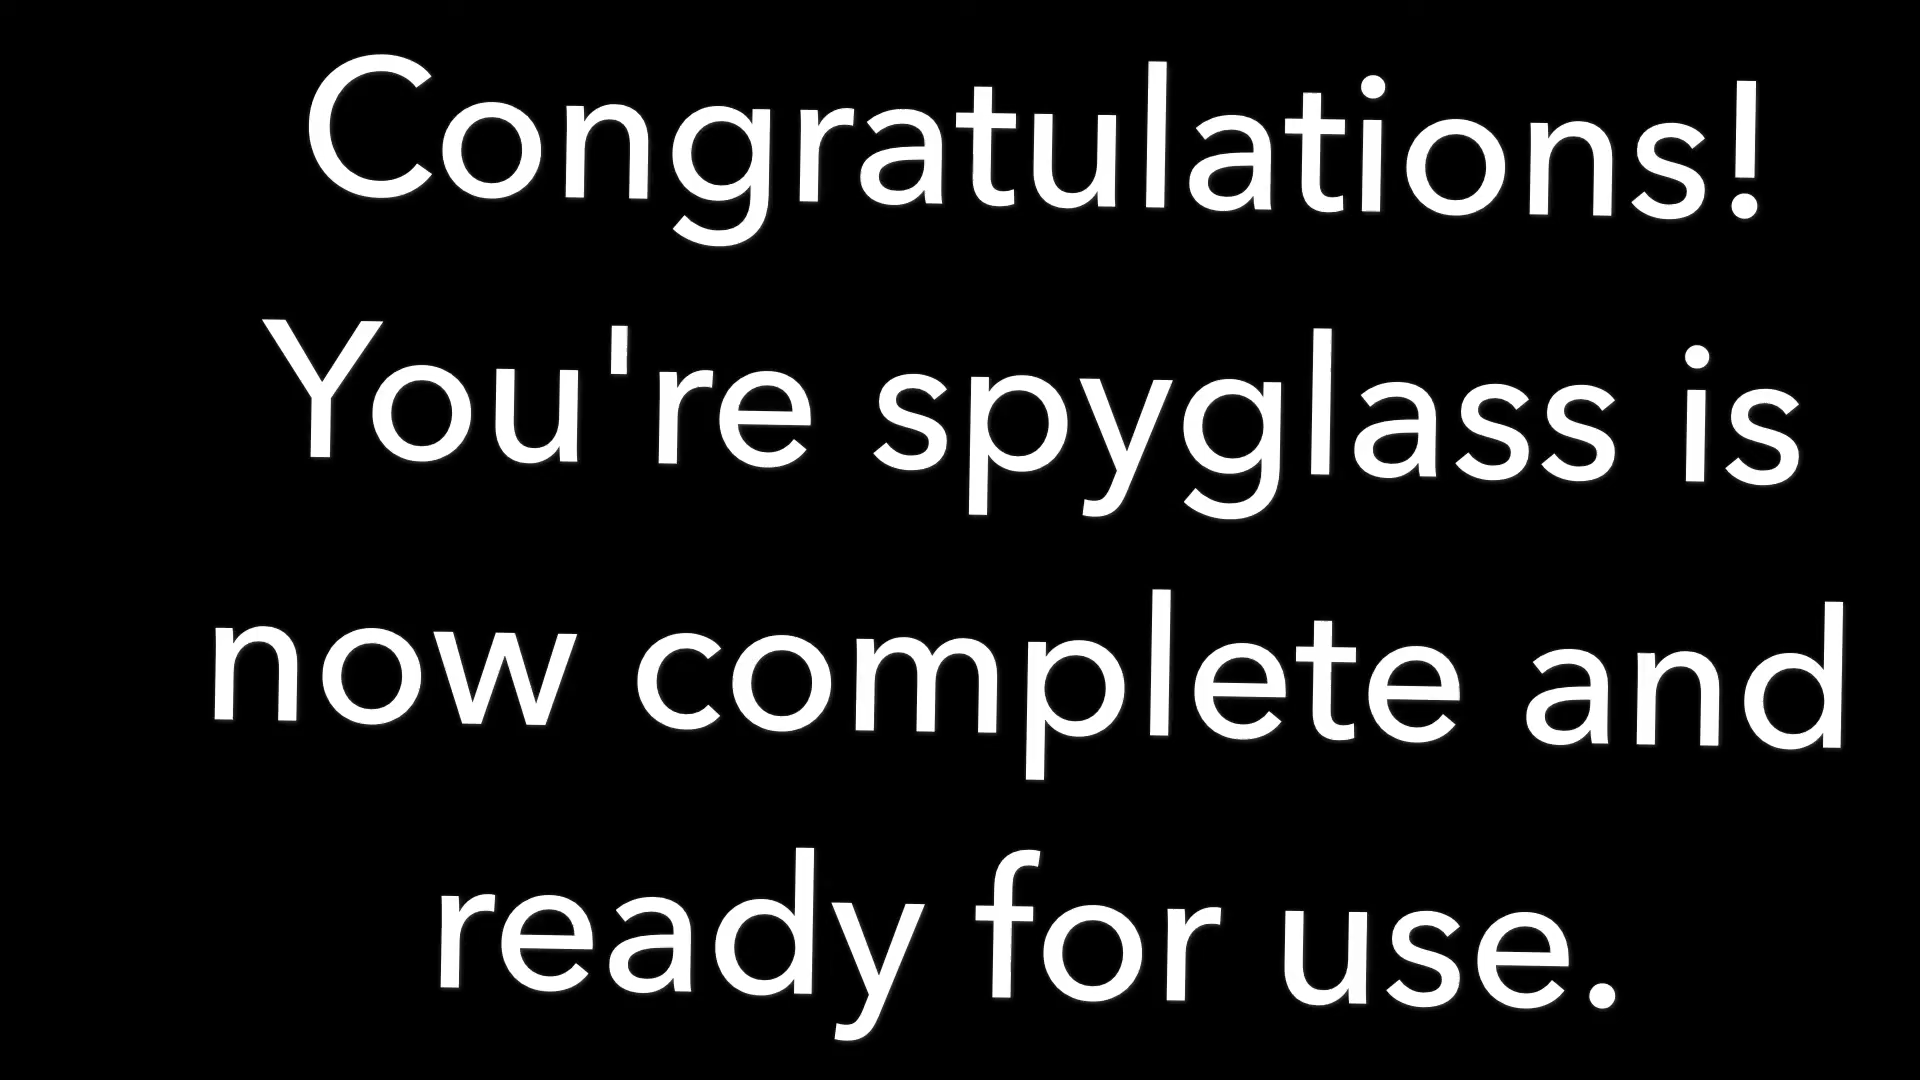 Congratulations!
You're spyglass is
now complete and
ready for use.